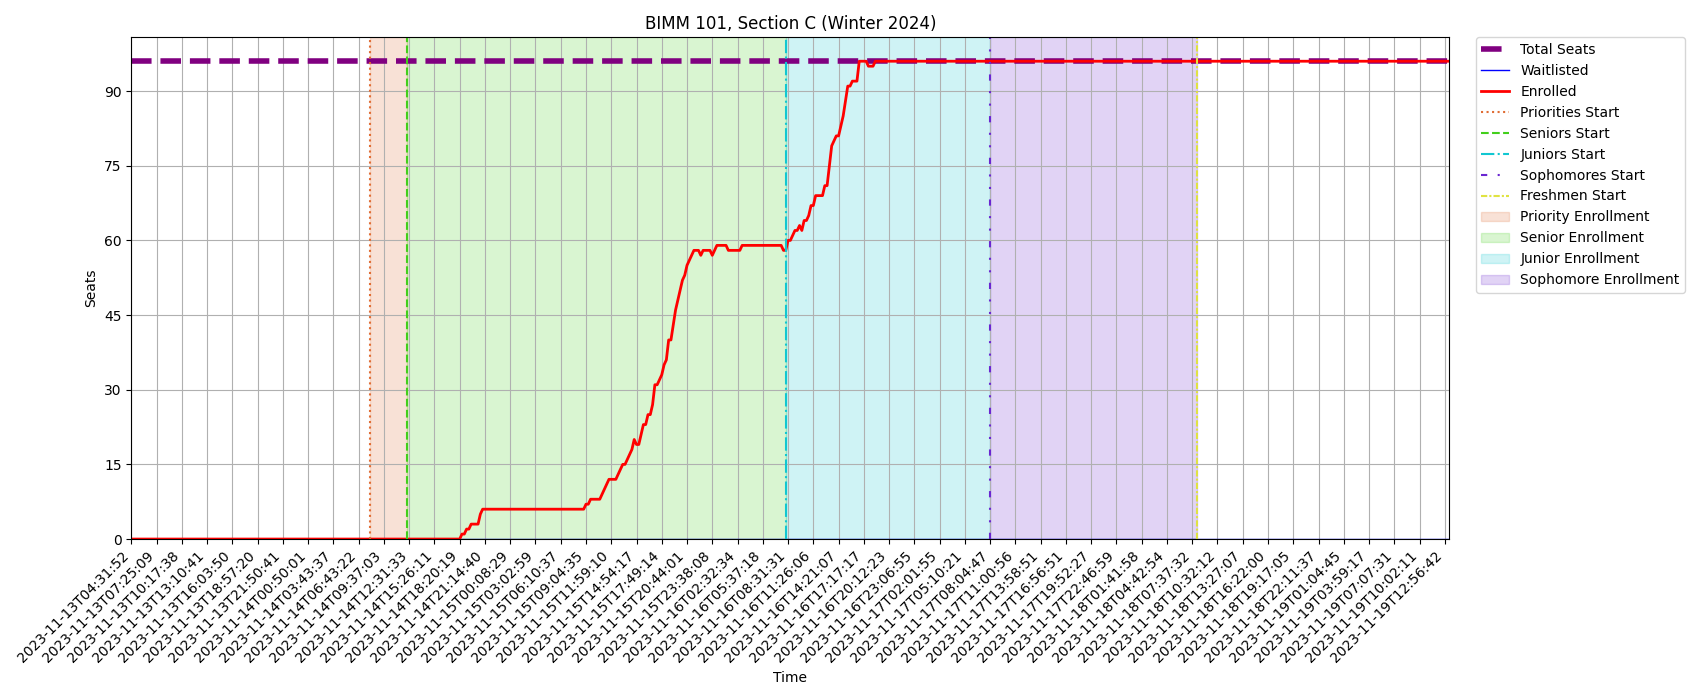 BIMM 101, Section C (Winter 2024)
Total Seats
Waitlisted
Enrolled
Priorities Start
Seniors Start
Juniors Start
Sophomores Start
Freshmen Start
Priority Enrollment
Senior Enrollment
Junior Enrollment
Sophomore Enrollment
Seats
90
75
60
45
30
15
0
2023-11-13T04:31:52
2023-11-13T07:25:09
2023-11-13T10:17:38
2023-11-13T13:10:41
2023-11-13T16:03:50
2023-11-13T18:57:20
2023-11-13T21:50:41
2023-11-14T00:50:01
2023-11-14T03:43:37
2023-11-14T06:43:22
2023-11-14T09:37:03
2023-11-14T12:31:33
2023-11-14T15:26:11
2023-11-14T18:20:19
2023-11-14T21:14:40
2023-11-15T00:08:29
2023-11-15T03:02:59
2023-11-15T06:10:37
2023-11-15T09:04:35
2023-11-15T11:59:10
2023-11-15T14:54:17
2023-11-15T17:49:14
2023-11-15T20:44:01
2023-11-15T23:38:08
2023-11-16T02:32:34
2023-11-16T05:37:18
2023-11-16T08:31:31
2023-11-16T11:26:06
2023-11-16T14:21:07
2023-11-16T17:17:17
2023-11-16T20:12:23
2023-11-16T23:06:55
2023-11-17T02:01:55
2023-11-17T05:10:21
2023-11-17T08:04:47
2023-11-17T11:00:56
2023-11-17T13:58:51
2023-11-17T16:56:51
2023-11-17T19:52:27
2023-11-17T22:46:59
2023-11-18T01:41:58
2023-11-18T04:42:54
2023-11-18T07:37:32
2023-11-18T10:32:12
2023-11-18T13:27:07
2023-11-18T16:22:00
2023-11-18T19:17:05
2023-11-18T22:11:37
2023-11-19T01:04:45
2023-11-19T03:59:17
2023-11-19T07:07:31
2023-11-19T10:02:11
2023-11-19T12:56:42
Time